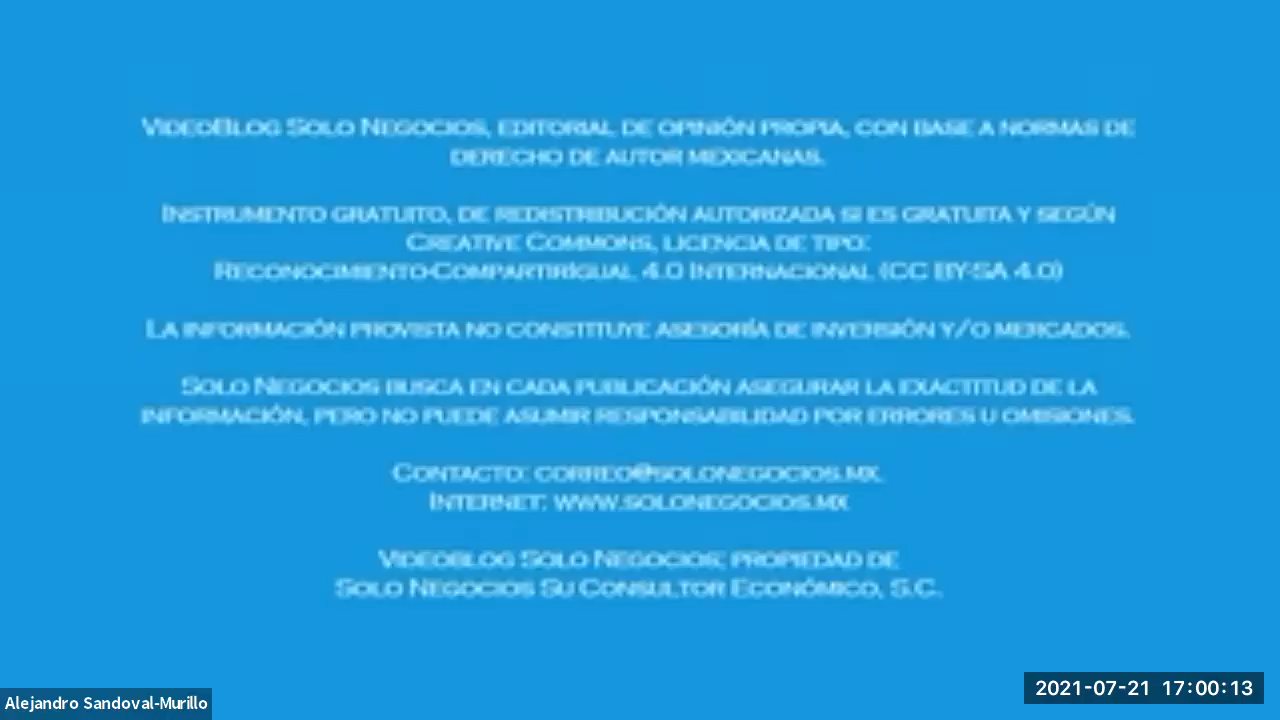 VideoBlog Solo Negocios, editorial de opinión propia, con base a normas de
derecho de autor mexicanas.
Instrumento gratuito, de redistribución autorizada si es gratuita y según
Creative Commons, licencia de tipo:
Reconocimiento-CompartirIgual 4.0 Internacional (CC BY-SA 4.0)
La información provista no constituye asesoría de inversión y/o mercados.
Solo Negocios busca en cada publicación asegurar la exactitud de la
información, pero no puede asumir responsabilidad por errores u omisiones.
Contacto: correo@solonegocios.mx.
Internet: www.solonegocios.mx
Videoblog Solo Negocios: propiedad de
Solo Negocios Su Consultor Económico, S.C.
Alejandro Sandoval-Murillo
2021-07-21 17:00:13